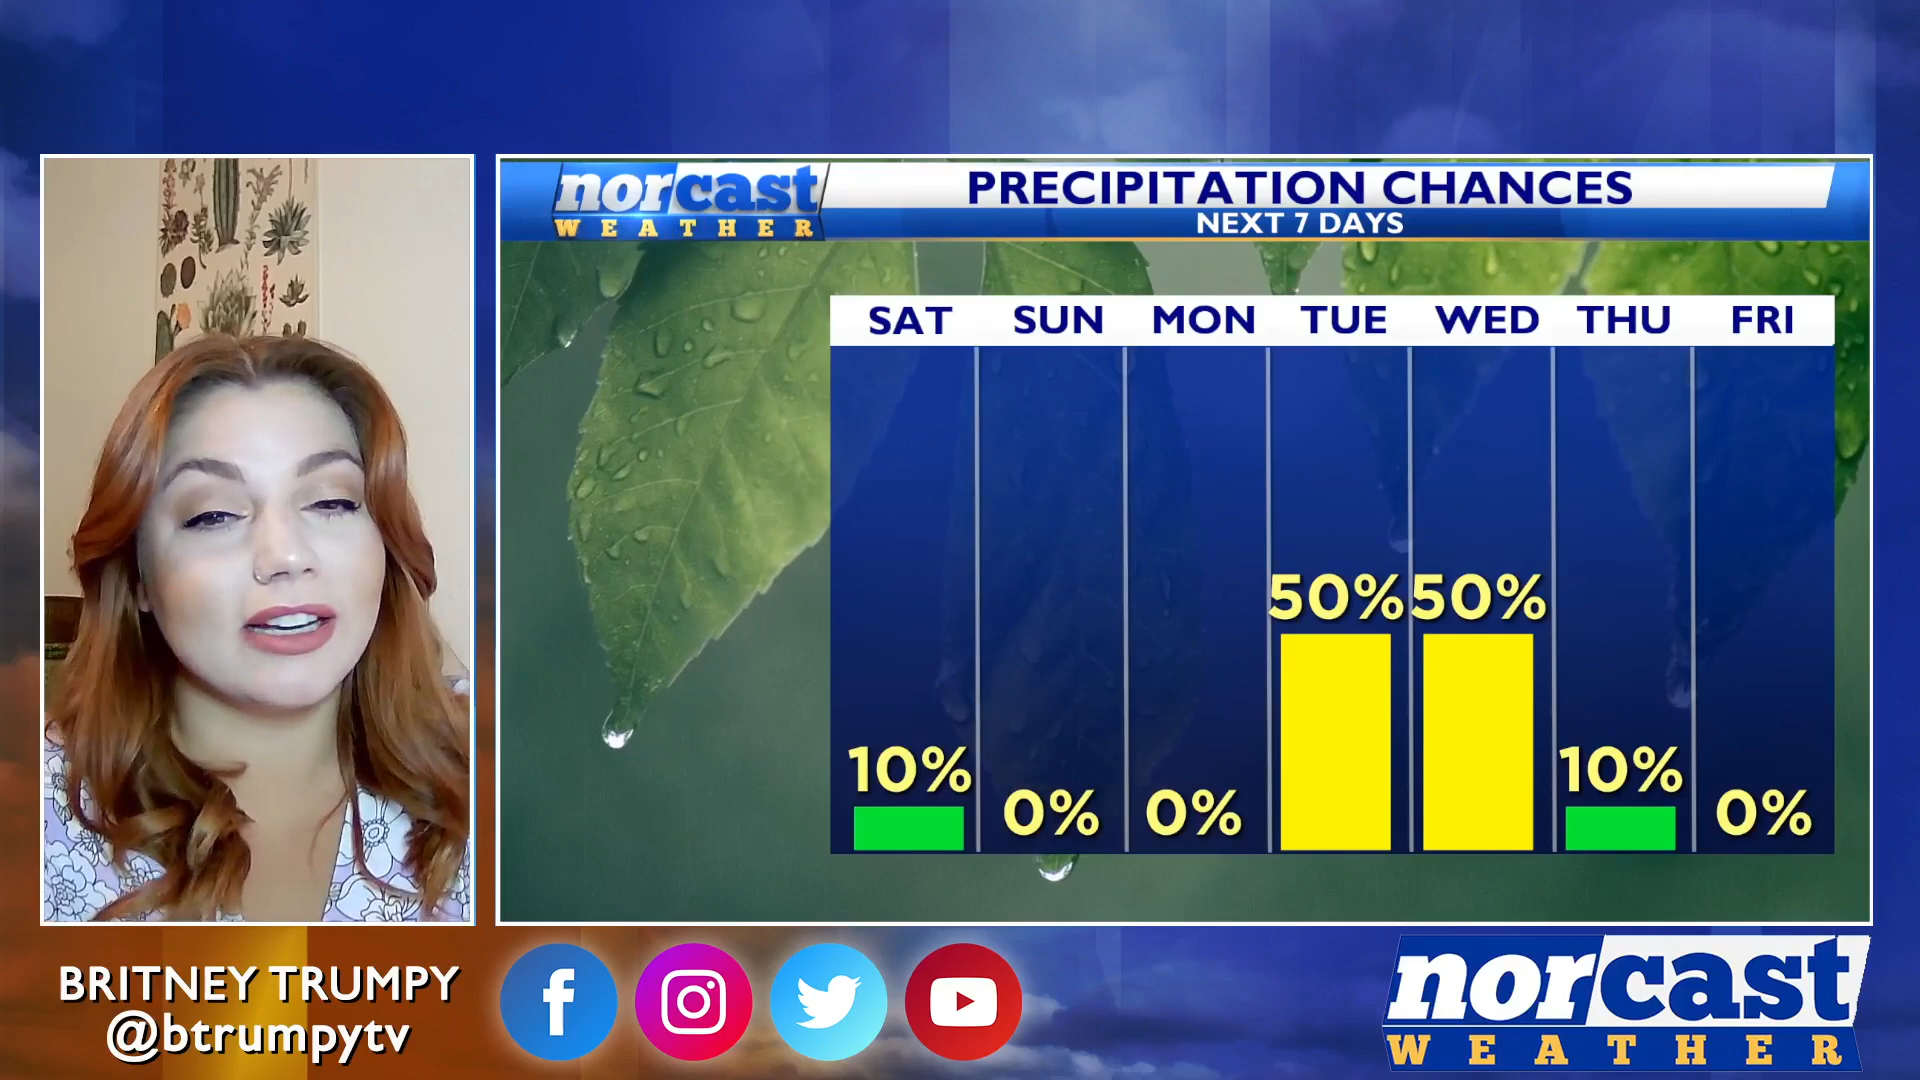 norcast
WEATHER
PRECIPITATION CHANCES
NEXT 7 DAYS
SAT SUN MON TUE WED THU FRI
10% 0% 0% 50% 50% 10% 0%
BRITNEY TRUMPY
@btrumpytv
f
norcast
WEATHER